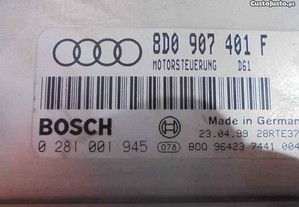 CustoJusto.pt
8D0 907 401 F
MOTORSTEUERUNG D61
BOSCH
Made in German
0 281 001 945
078
23.04.99 28RTE37
B00 96423 7441 004